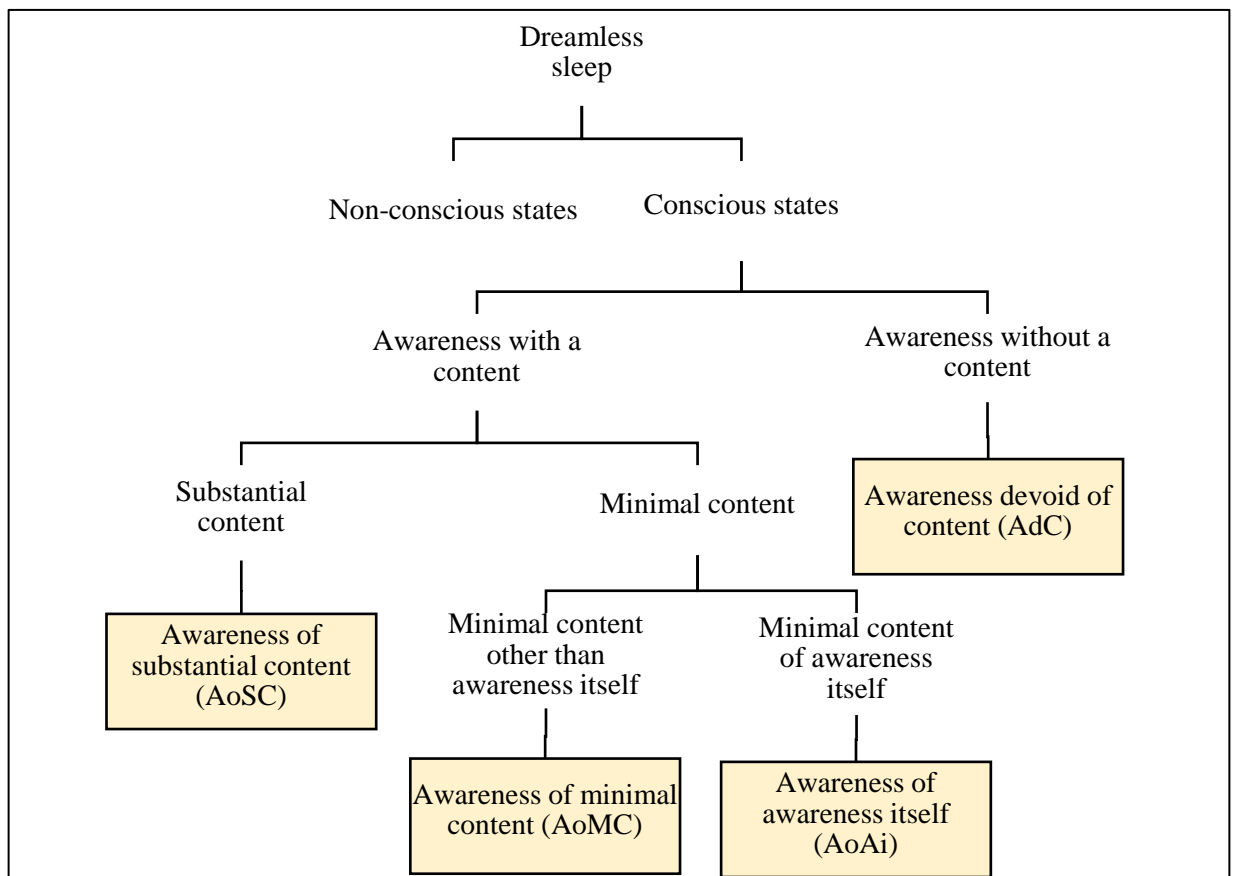 Dreamless
sleep
Non-conscious states
Conscious states
Awareness with a
content
Awareness without a
content
Substantial
content
Minimal content
Awareness devoid of
content (AdC)
Awareness of
substantial content
(AoSC)
Minimal content
other than
awareness itself
Minimal content
of awareness
itself
Awareness of minimal
content (AoMC)
Awareness of
awareness itself
(AoAi)